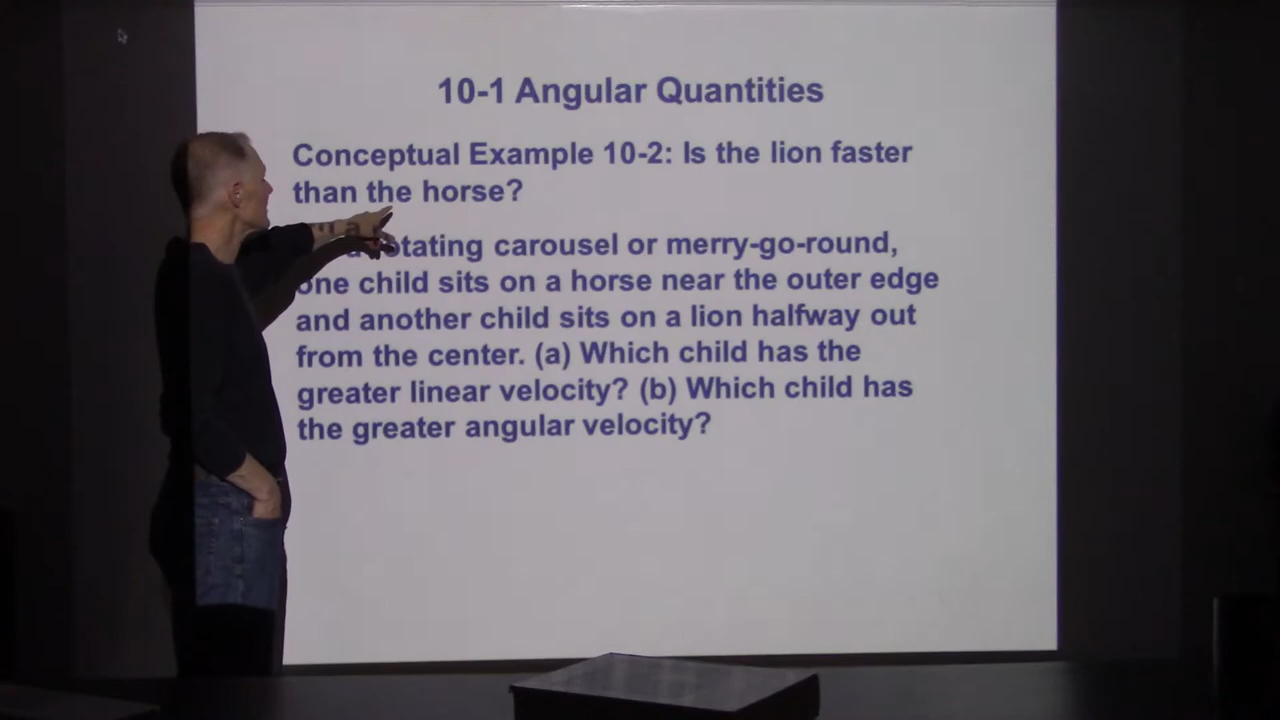 10-1 Angular Quantities
Conceptual Example 10-2: Is the lion faster
than the horse?
carousel or merry-go-round,
one child sits on a horse near the outer edge
and another child sits on a lion halfway out
from the center. (a) Which child has the
greater linear velocity? (b) Which child has
the greater angular velocity?